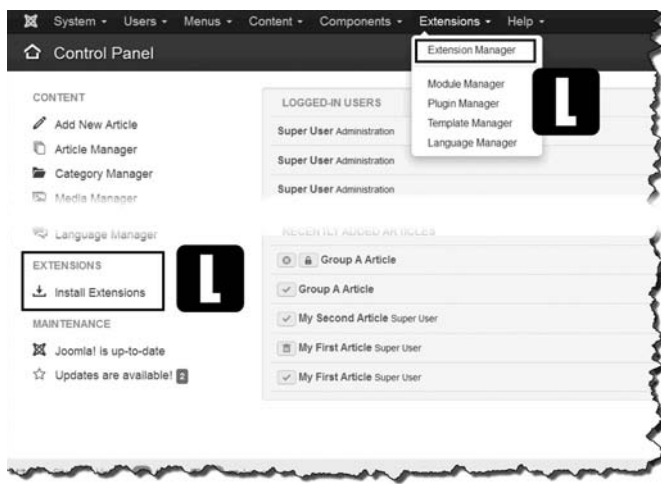 System Users Menus Content Components Extensions Help
Control Panel
Extension Manager
Module Manager
Plugin Manager
Template Manager
Language Manager
CONTENT
Add New Article
Article Manager
Category Manager
Media Manager
Language Manager
EXTENSIONS
Install Extensions
MAINTENANCE
Joomla! is up-to-date
Updates are available! 2
LOGGED-IN USERS
Super User Administration
Super User Administration
Super User Administration
RECENTLY ADDED ARTICLES
Group A Article
Group A Article
My Second Article Super User
My First Article Super User
My First Article Super User
L
L